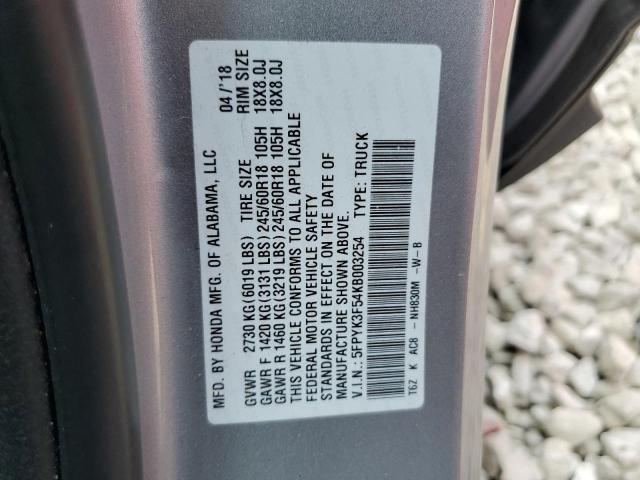 MFD. BY HONDA MFG. OF ALABAMA, LLC 04/'18
GVWR 2730 KG (6019 LBS) TIRE SIZE RIM SIZE
GAWR F 1420 KG (3131 LBS) 245/60R18 105H 18X8.0J
GAWR R 1460 KG (3219 LBS) 245/60R18 105H 18X8.0J
THIS VEHICLE CONFORMS TO ALL APPLICABLE
FEDERAL MOTOR VEHICLE SAFETY
STANDARDS IN EFFECT ON THE DATE OF
MANUFACTURE SHOWN ABOVE.
V.I.N.: 5FPYK3F54KB003254 TYPE: TRUCK
T6Z K AC8 - NH830M -W-B